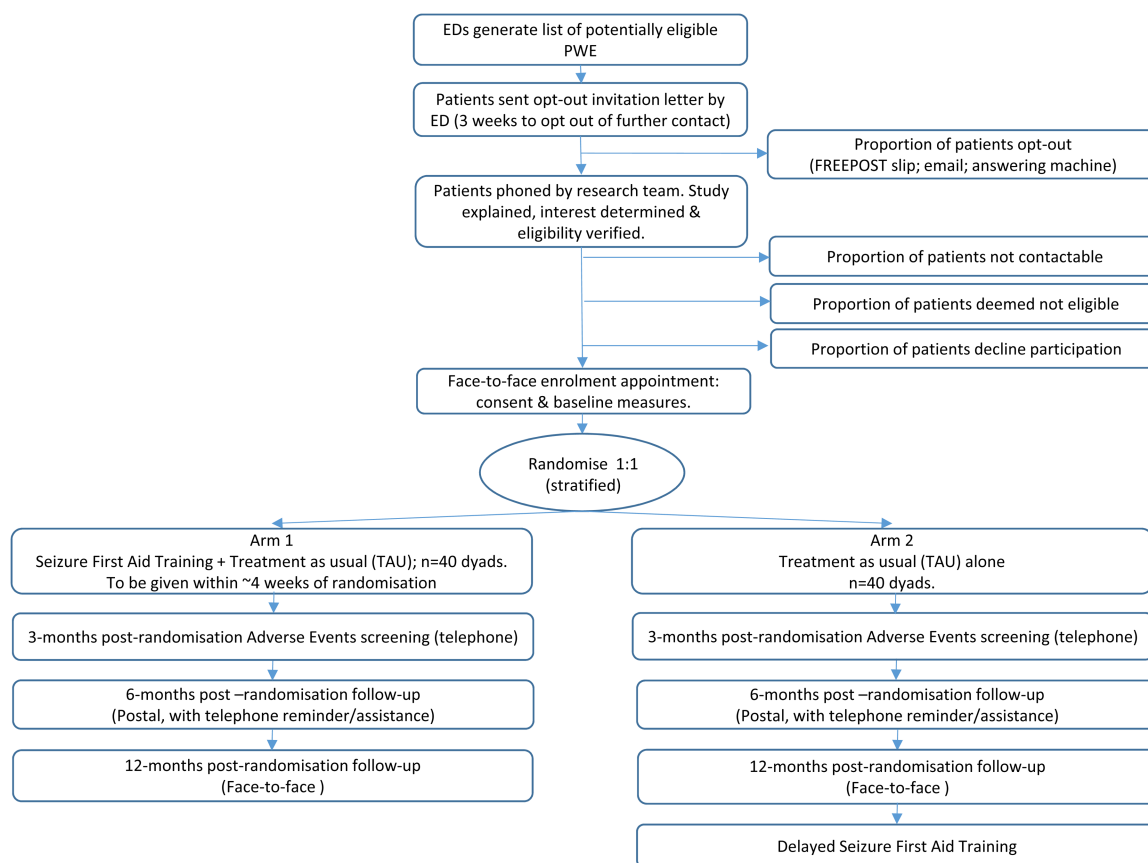 EDs generate list of potentially eligible
PWE
Patients sent opt-out invitation letter by
ED (3 weeks to opt out of further contact)
Proportion of patients opt-out
(FREEPOST slip; email; answering machine)
Patients phoned by research team. Study
explained, interest determined &
eligibility verified.
Proportion of patients not contactable
Proportion of patients deemed not eligible
Proportion of patients decline participation
Face-to-face enrolment appointment:
consent & baseline measures.
Randomise 1:1
(stratified)
Arm 1
Seizure First Aid Training + Treatment as usual (TAU); n=40 dyads.
To be given within ~4 weeks of randomisation
Arm 2
Treatment as usual (TAU) alone
n=40 dyads.
3-months post-randomisation Adverse Events screening (telephone)
3-months post-randomisation Adverse Events screening (telephone)
6-months post –randomisation follow-up
(Postal, with telephone reminder/assistance)
6-months post –randomisation follow-up
(Postal, with telephone reminder/assistance)
12-months post-randomisation follow-up
(Face-to-face )
12-months post-randomisation follow-up
(Face-to-face )
Delayed Seizure First Aid Training